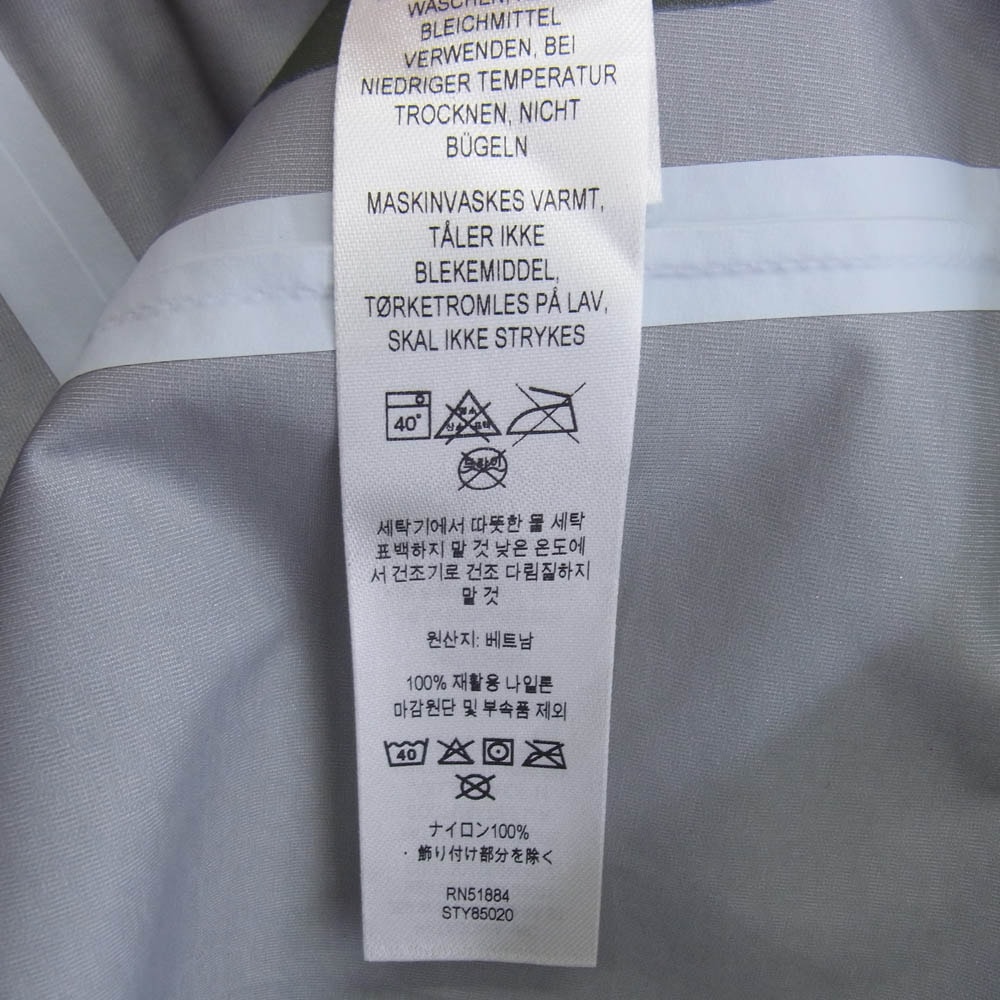 BLEICHMITTEL
VERWENDEN, BEI
NIEDRIGER TEMPERATUR
TROCKNEN, NICHT
BÜGELN
MASKINVASKES VARMT,
TÅLER IKKE
BLEKEMIDDEL,
TØRKETROMLES PÅ LAV,
SKAL IKKE STRYKES
40°
세탁기에서 따뜻한 물 세탁
표백하지 말 것 낮은 온도에
서 건조기로 건조 다림질하지
말 것
원산지: 베트남
100% 재활용 나일론
마감원단 및 부속품 제외
40
ナイロン100%
・飾り付け部分を除く
RN51884
STY85020